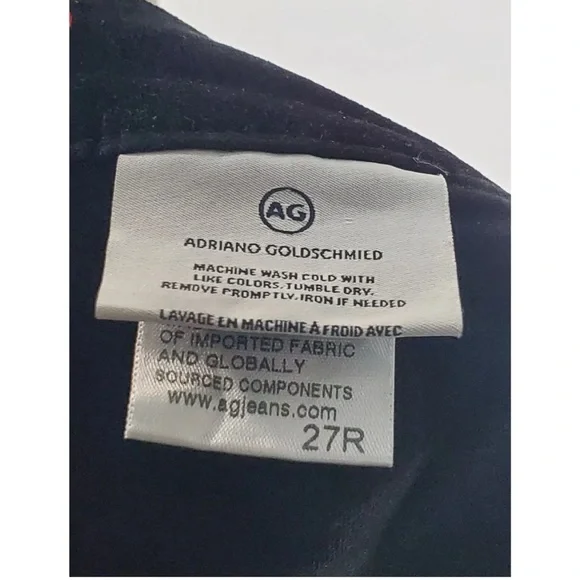 AG
ADRIANO GOLDSCHMIED
MACHINE WASH COLD WITH
LIKE COLORS. TUMBLE DRY.
REMOVE PROMPTLY. IRON IF NEEDED
LAVAGE EN MACHINE À FROID AVEC
OF IMPORTED FABRIC
AND GLOBALLY
SOURCED COMPONENTS
www.agjeans.com
27R